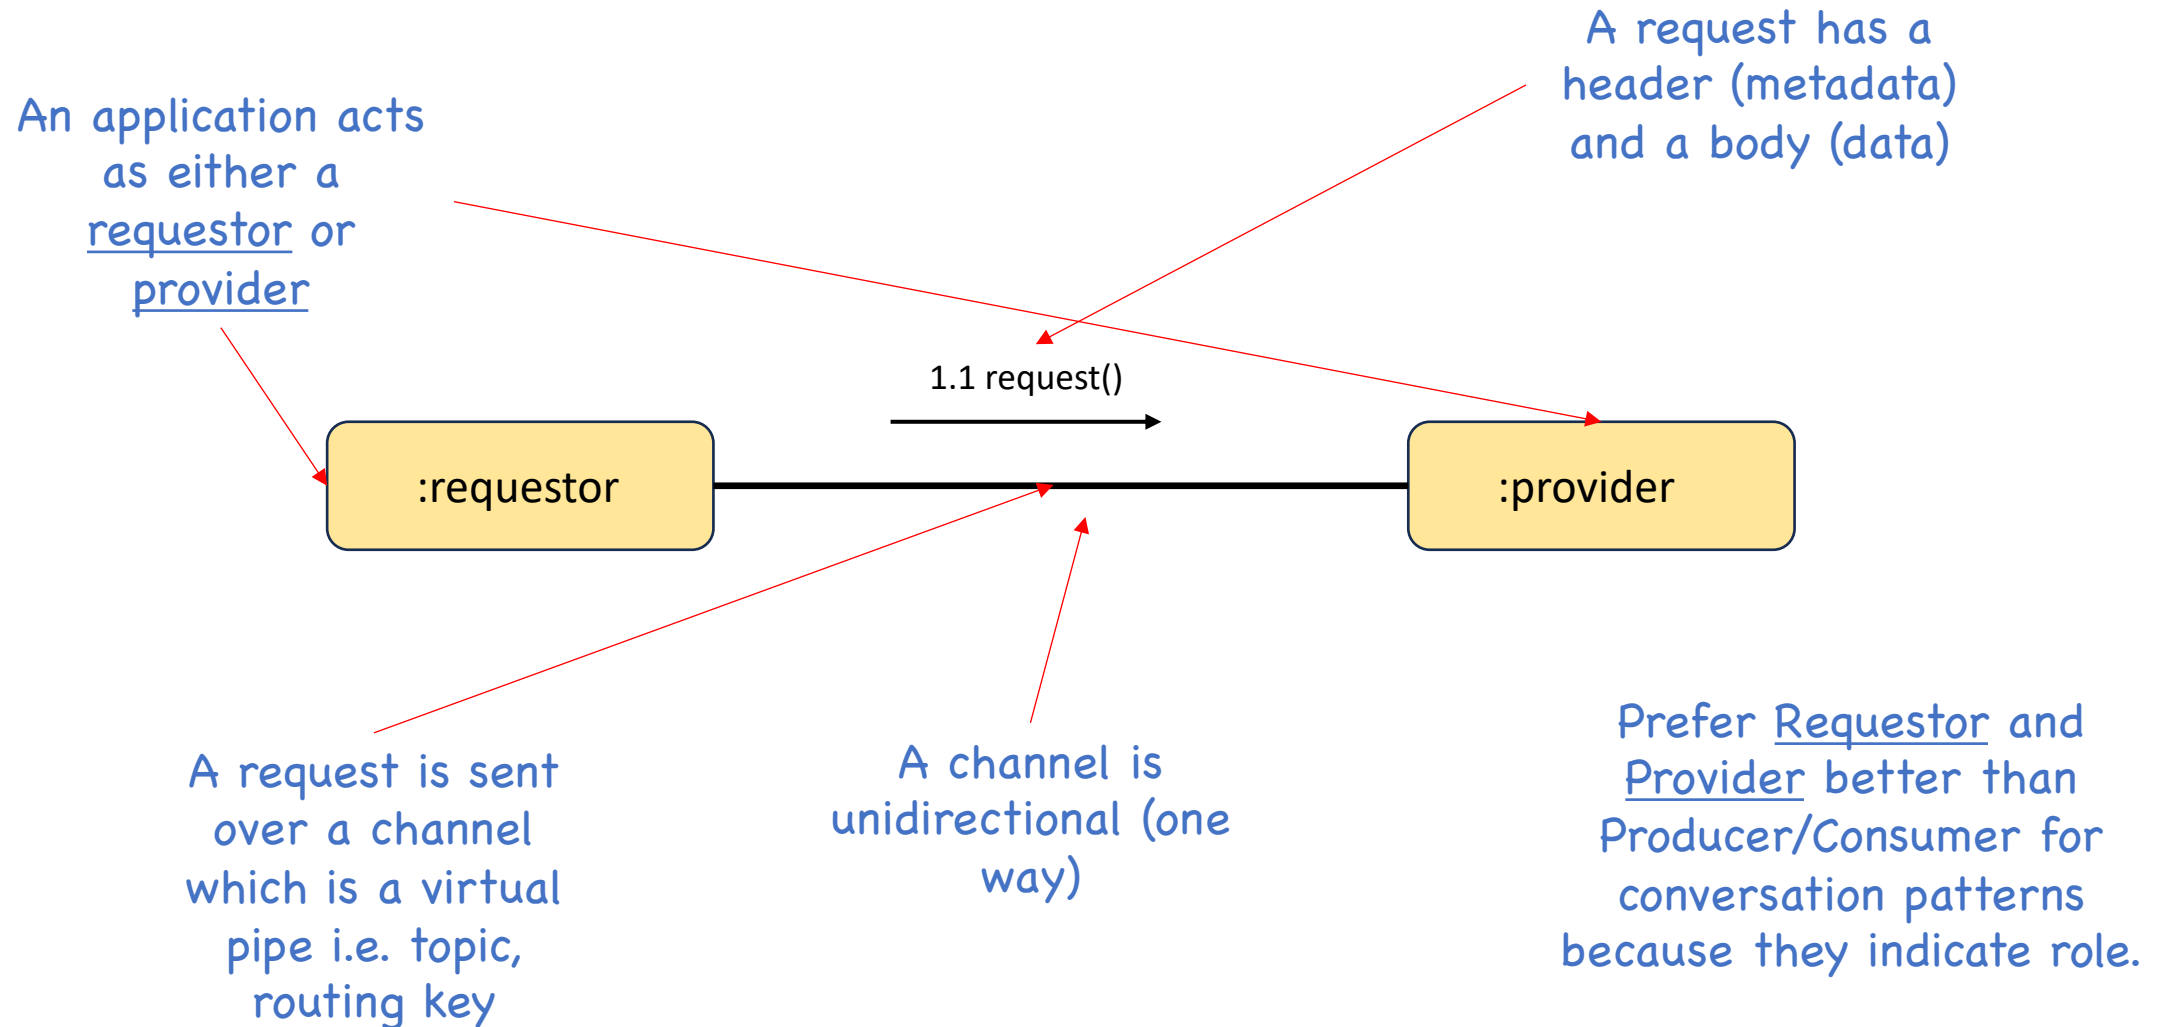 An application acts
as either a
requestor or
provider
A request has a
header (metadata)
and a body (data)
1.1 request()
:requestor
:provider
A request is sent
over a channel
which is a virtual
pipe i.e. topic,
routing key
A channel is
unidirectional (one
way)
Prefer Requestor and
Provider better than
Producer/Consumer for
conversation patterns
because they indicate role.